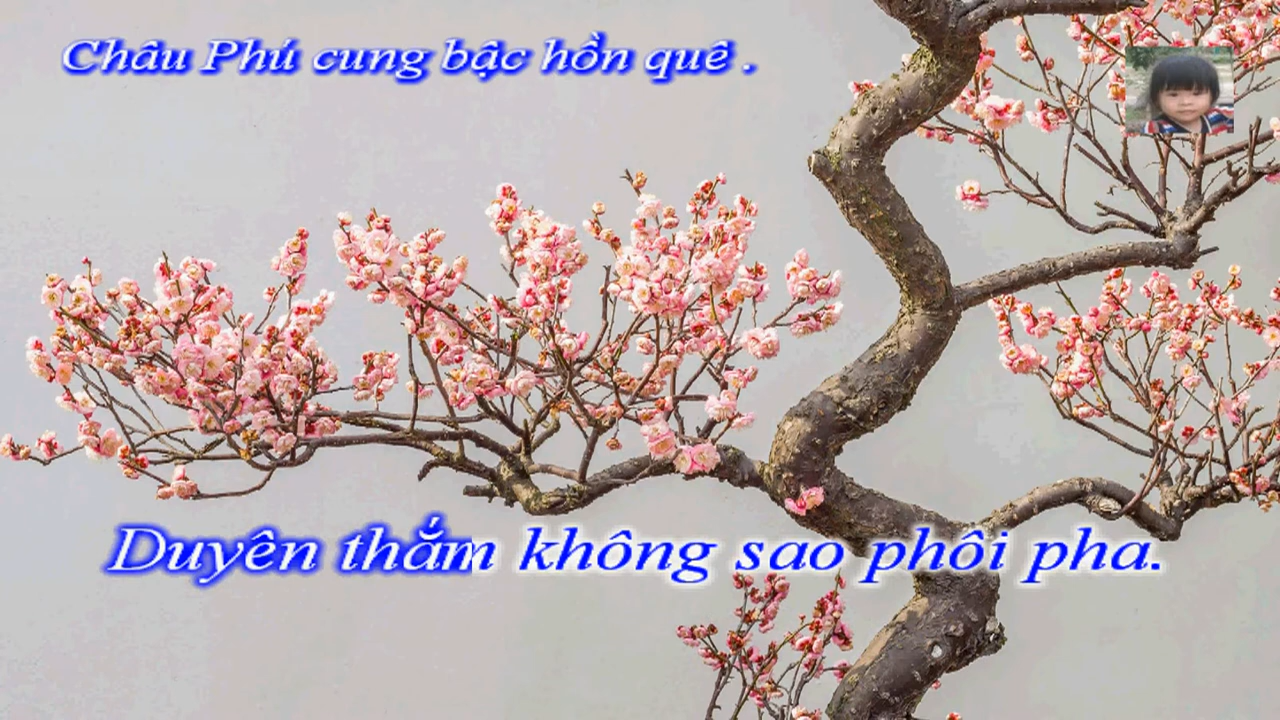 Châu Phú cung bậc hồn quê .
Duyên thắm không sao phôi pha.